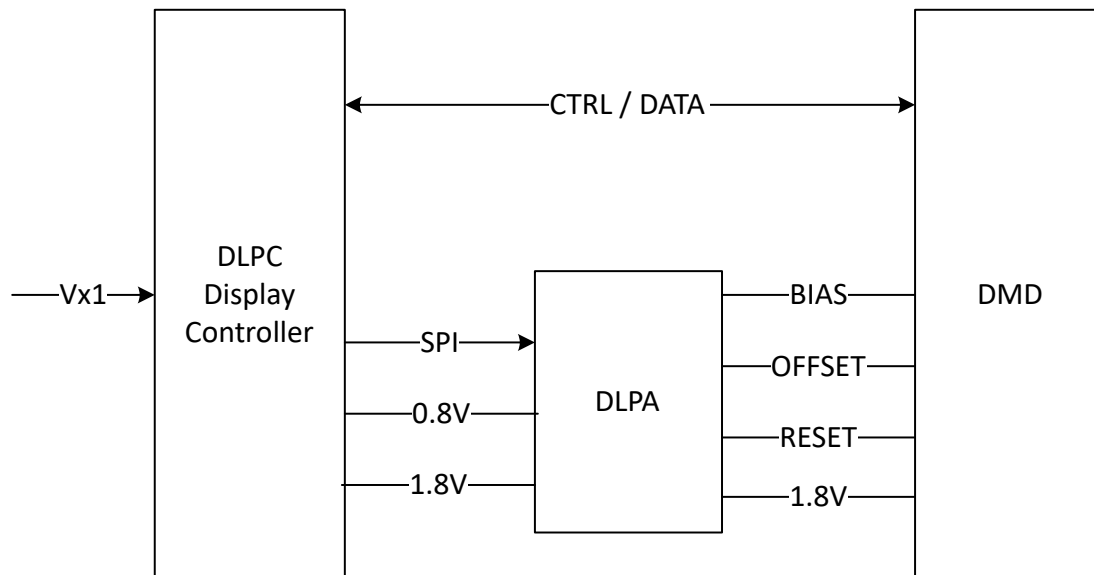 CTRL / DATA
DLPC
Display
Controller
Vx1
BIAS
DMD
SPI
OFFSET
DLPA
0.8V
RESET
1.8V
1.8V